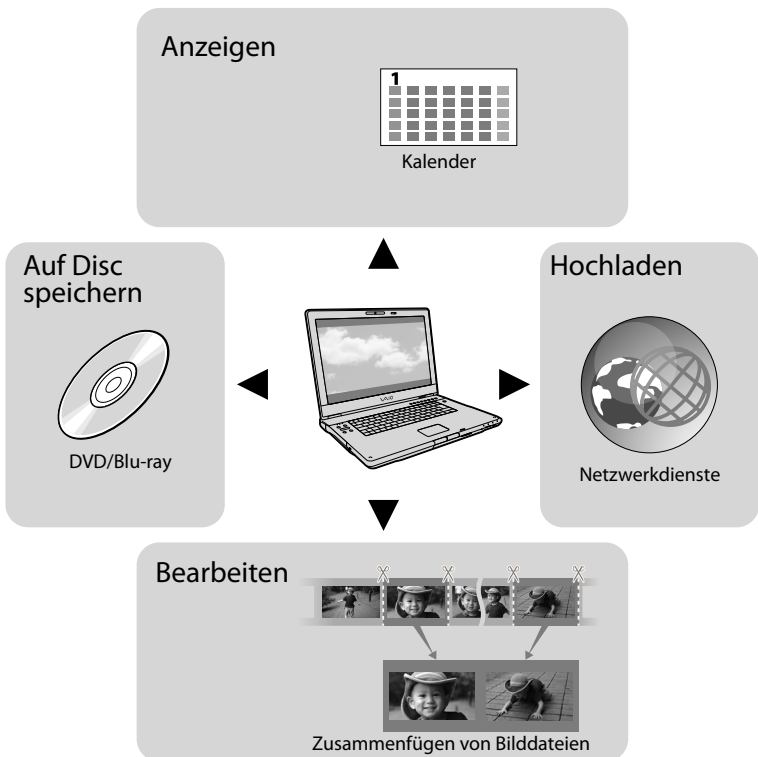 Anzeigen
1
Kalender
Auf Disc
speichern
DVD/Blu-ray
Hochladen
Netzwerkdienste
Bearbeiten
Zusammenfügen von Bilddateien